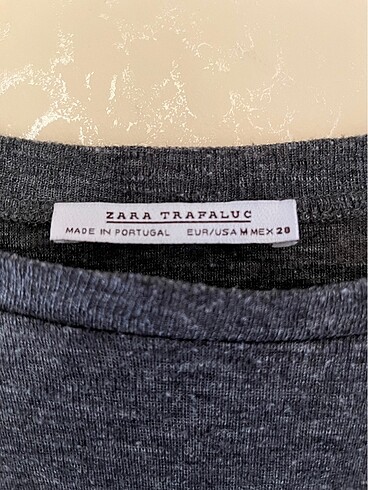 ZARA TRAFALUC
MADE IN PORTUGAL EUR/USA M MEX 28